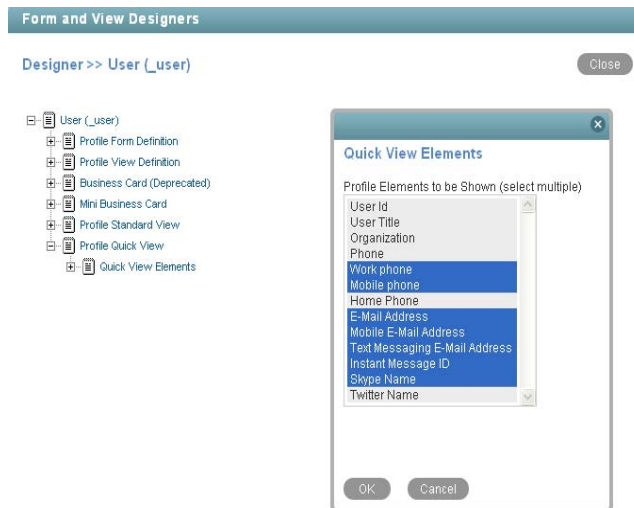 Form and View Designers
Designer >> User (_user)
Close
User (_user)
Profile Form Definition
Profile View Definition
Business Card (Deprecated)
Mini Business Card
Profile Standard View
Profile Quick View
Quick View Elements
Quick View Elements
Profile Elements to be Shown (select multiple)
User Id
User Title
Organization
Phone
Work phone
Mobile phone
Home Phone
E-Mail Address
Mobile E-Mail Address
Text Messaging E-Mail Address
Instant Message ID
Skype Name
Twitter Name
OK
Cancel